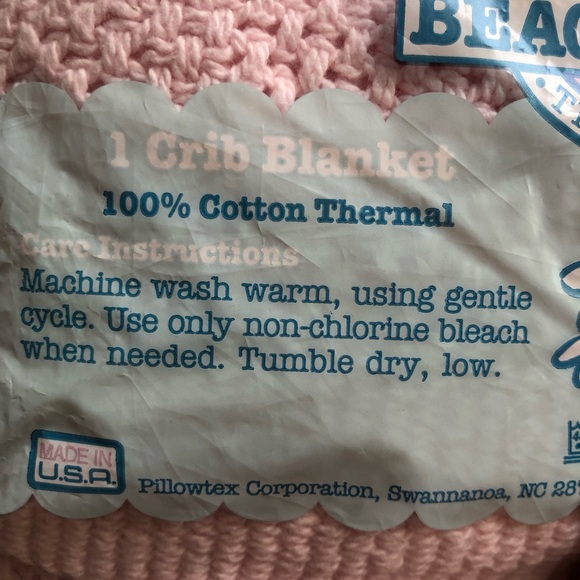 1 Crib Blanket
100% Cotton Thermal
Care Instructions
Machine wash warm, using gentle
cycle. Use only non-chlorine bleach
when needed. Tumble dry, low.
MADE IN
U.S.A.
Pillowtex Corporation, Swannanoa, NC